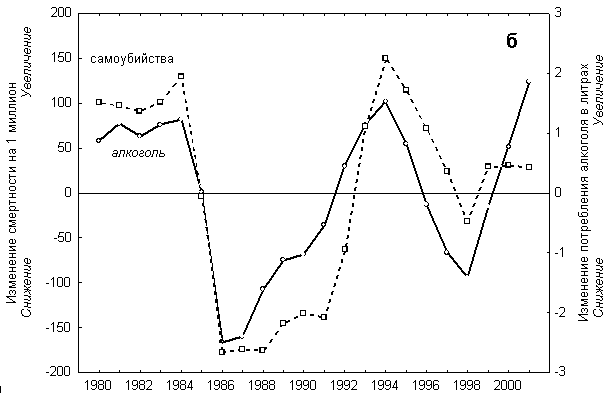 б
самоубийства
алкоголь
Изменение смертности на 1 миллион
Снижение
Увеличение
200
150
100
50
0
-50
-100
-150
-200
3
2
1
0
-1
-2
-3
Изменение потребления алкоголя в литрах
Снижение
Увеличение
1980 1982 1984 1986 1988 1990 1992 1994 1996 1998 2000